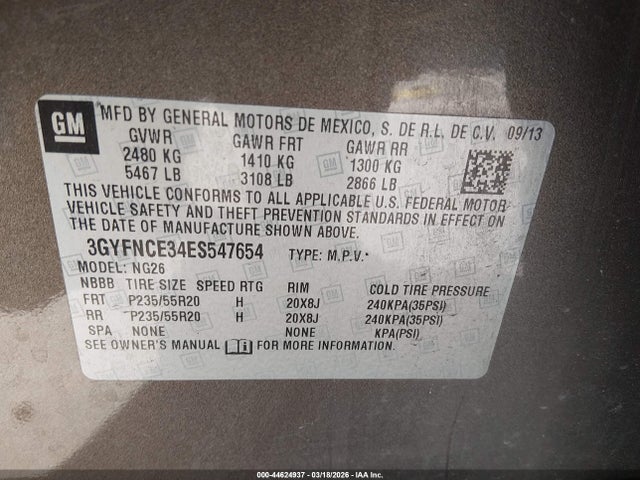 GM
MFD BY GENERAL MOTORS DE MEXICO, S. DE R.L. DE C.V. 09/13
GVWR GAWR FRT GAWR RR
2480 KG 1410 KG 1300 KG
5467 LB 3108 LB 2866 LB
THIS VEHICLE CONFORMS TO ALL APPLICABLE U.S. FEDERAL MOTOR
VEHICLE SAFETY AND THEFT PREVENTION STANDARDS IN EFFECT ON
THE DATE OF MANUFACTURE SHOWN ABOVE.
3GYFNCE34ES547654 TYPE: M.P.V.*
MODEL: NG26
NBBB TIRE SIZE SPEED RTG RIM COLD TIRE PRESSURE
FRT P235/55R20 H 20X8J 240KPA(35PSI)
RR P235/55R20 H 20X8J 240KPA(35PSI)
SPA NONE NONE KPA(PSI)
SEE OWNER'S MANUAL FOR MORE INFORMATION.
000-44624937 - 03/18/2026 - IAA Inc.